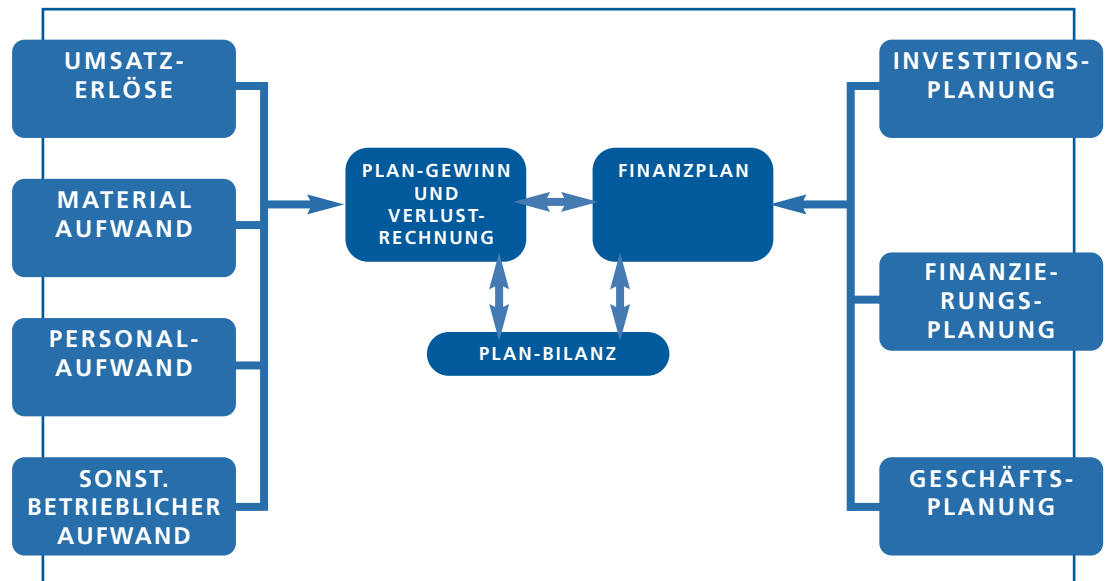 UMSATZ-
ERLÖSE
MATERIAL
AUFWAND
PERSONAL-
AUFWAND
SONST.
BETRIEBLICHER
AUFWAND
PLAN-GEWINN
UND
VERLUST-
RECHNUNG
FINANZPLAN
PLAN-BILANZ
INVESTITIONS-
PLANUNG
FINANZIE-
RUNGS-
PLANUNG
GESCHÄFTS-
PLANUNG